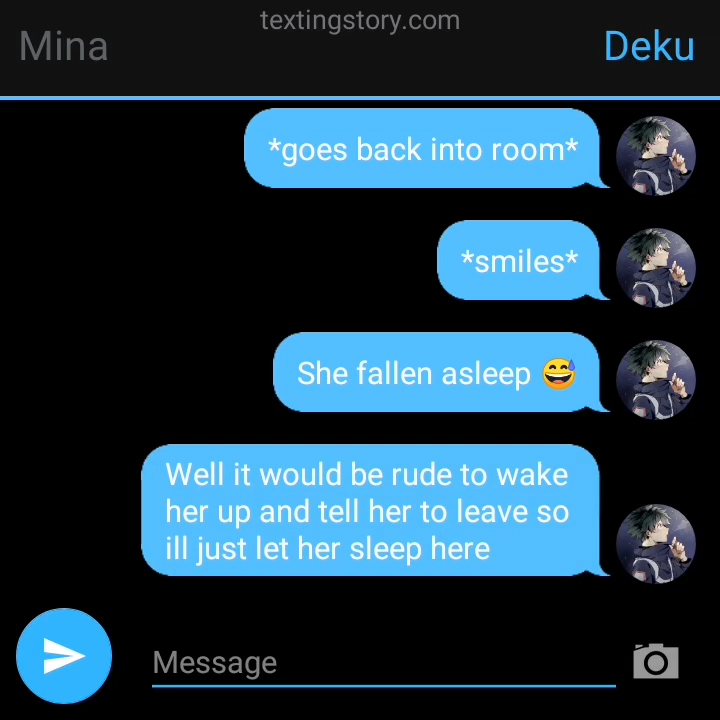 textingstory.com
Mina
Deku
*goes back into room*
*smiles*
She fallen asleep 😅
Well it would be rude to wake
her up and tell her to leave so
ill just let her sleep here
Message